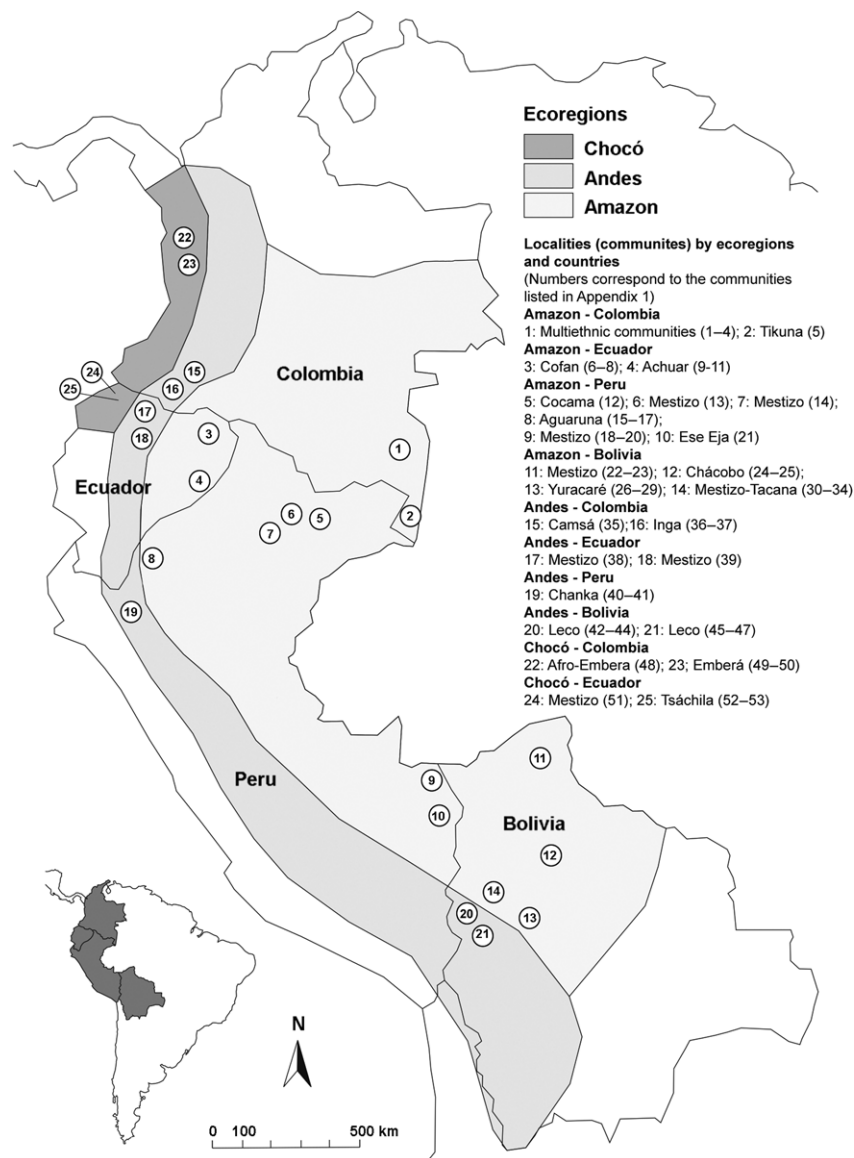 Ecoregions
Chocó
Andes
Amazon
Localities (communites) by ecoregions
and countries
(Numbers correspond to the communities
listed in Appendix 1)
Amazon - Colombia
1: Multiethnic communities (1–4); 2: Tikuna (5)
Amazon - Ecuador
3: Cofan (6–8); 4: Achuar (9-11)
Amazon - Peru
5: Cocama (12); 6: Mestizo (13); 7: Mestizo (14);
8: Aguaruna (15–17);
9: Mestizo (18–20); 10: Ese Eja (21)
Amazon - Bolivia
11: Mestizo (22–23); 12: Chácobo (24–25);
13: Yuracaré (26–29); 14: Mestizo-Tacana (30–34)
Andes - Colombia
15: Camsá (35);16: Inga (36–37)
Andes - Ecuador
17: Mestizo (38); 18: Mestizo (39)
Andes - Peru
19: Chanka (40–41)
Andes - Bolivia
20: Leco (42–44); 21: Leco (45–47)
Chocó - Colombia
22: Afro-Embera (48); 23; Emberá (49–50)
Chocó - Ecuador
24: Mestizo (51); 25: Tsáchila (52–53)
22
23
24
25
15
16
Colombia
17
18
3
1
4
Ecuador
6
5
7
2
8
19
Peru
9
10
11
Bolivia
12
14
20
13
21
N
0 100 500 km